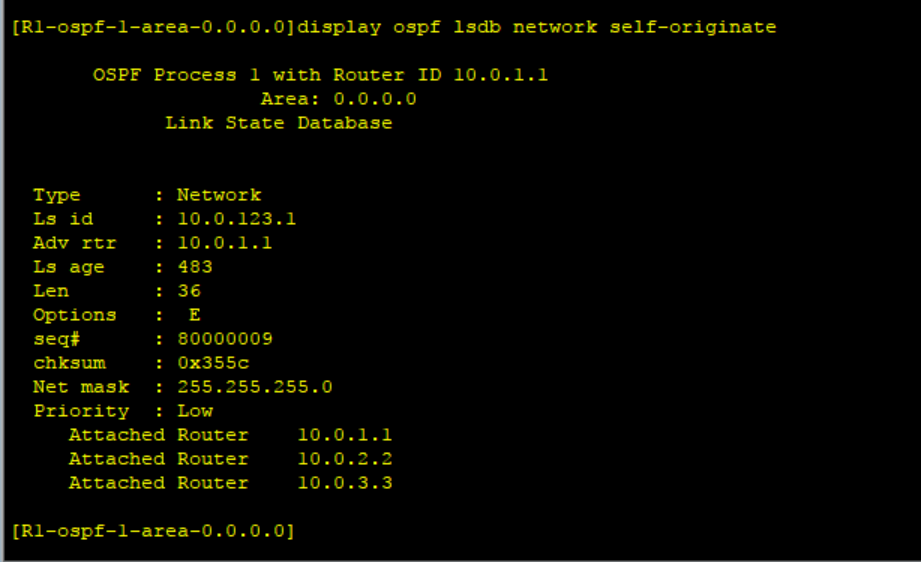 [R1-ospf-1-area-0.0.0.0]display ospf lsdb network self-originate
OSPF Process 1 with Router ID 10.0.1.1
Area: 0.0.0.0
Link State Database
Type : Network
Ls id : 10.0.123.1
Adv rtr : 10.0.1.1
Ls age : 483
Len : 36
Options : E
seq# : 80000009
chksum : 0x355c
Net mask : 255.255.255.0
Priority : Low
Attached Router 10.0.1.1
Attached Router 10.0.2.2
Attached Router 10.0.3.3
[R1-ospf-1-area-0.0.0.0]